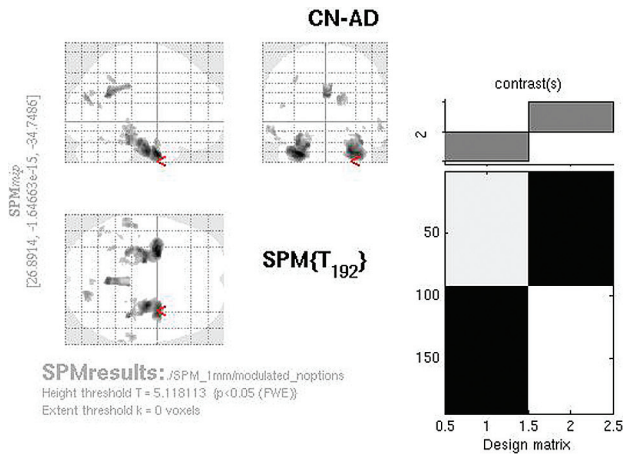 CN-AD
SPMmip
[26.8914, -1.64663e-15, -34.7486]
<
<
<
SPM{T192}
SPMresults: ./SPM_1mm/modulated_noptions
Height threshold T = 5.118113 {p<0.05 (FWE)}
Extent threshold k = 0 voxels
contrast(s)
2
50
100
150
0.5 1 1.5 2 2.5
Design matrix